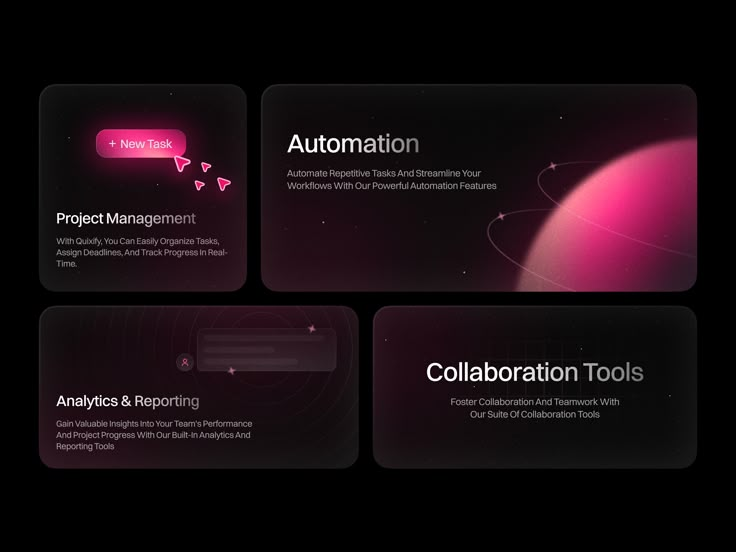 + New Task
Project Management
With Quixify, You Can Easily Organize Tasks,
Assign Deadlines, And Track Progress In Real-
Time.
Automation
Automate Repetitive Tasks And Streamline Your
Workflows With Our Powerful Automation Features
Analytics & Reporting
Gain Valuable Insights Into Your Team's Performance
And Project Progress With Our Built-In Analytics And
Reporting Tools
Collaboration Tools
Foster Collaboration And Teamwork With
Our Suite Of Collaboration Tools